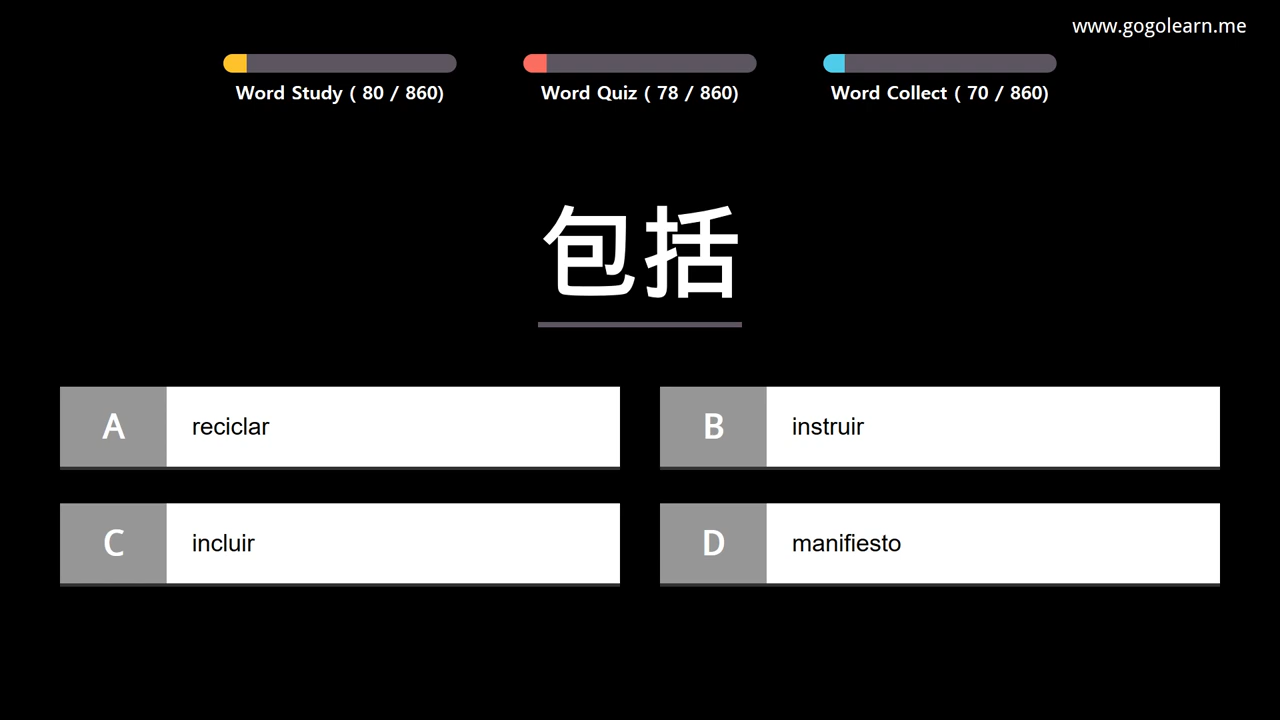 www.gogolearn.me
Word Study ( 80 / 860)
Word Quiz ( 78 / 860)
Word Collect ( 70 / 860)
包括
A reciclar
B instruir
C incluir
D manifiesto